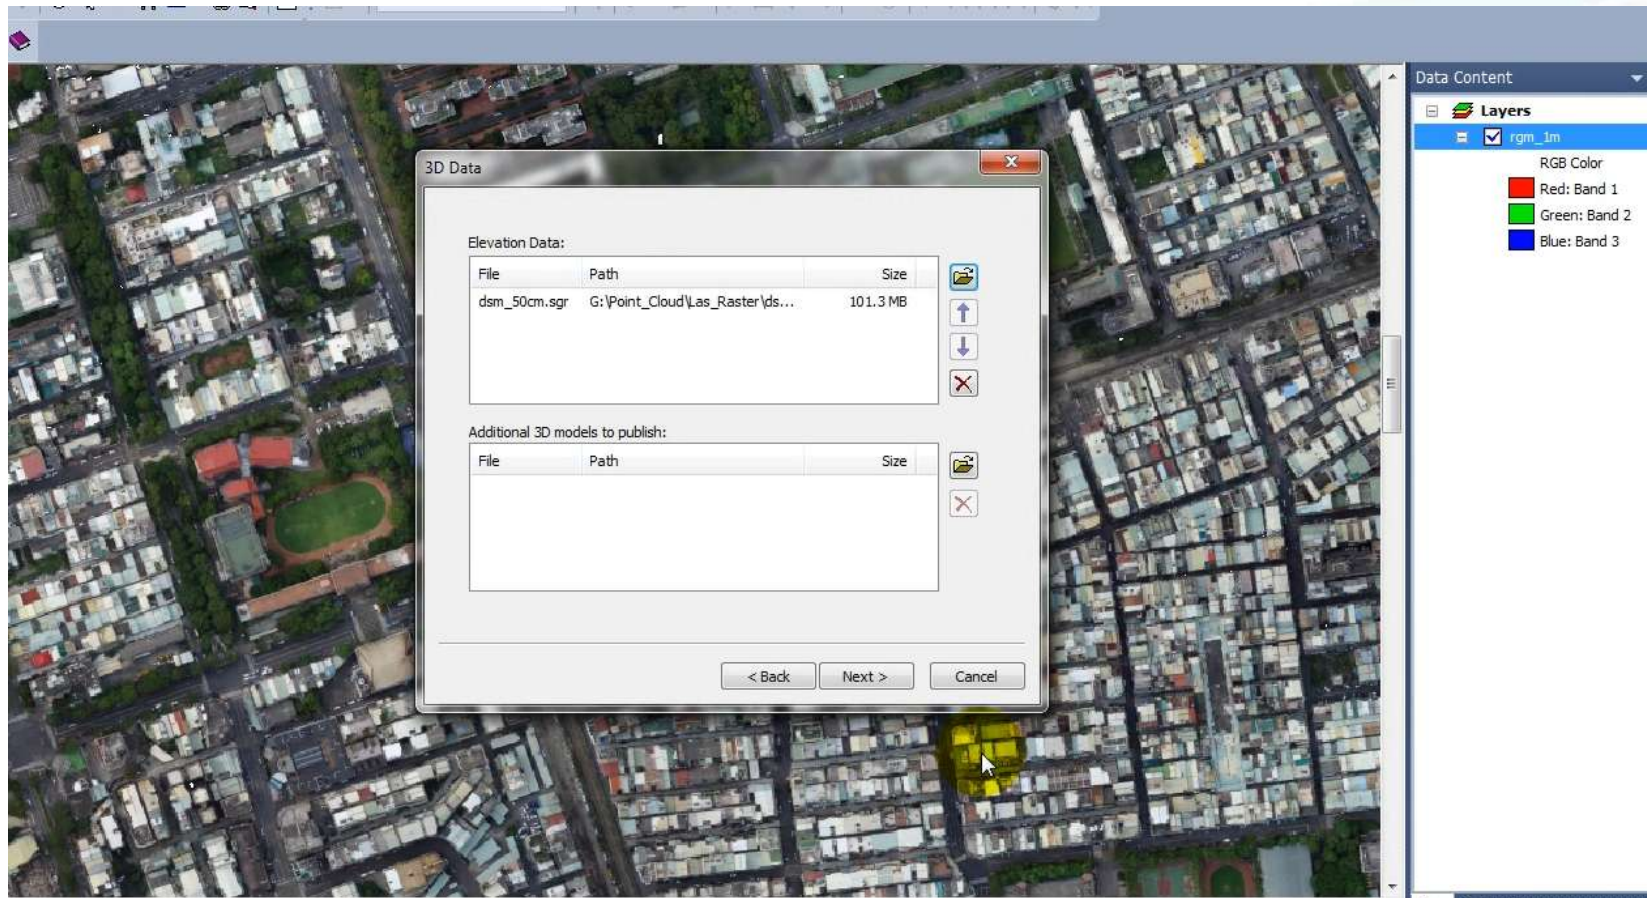 Data Content
Layers
rgm_1m
RGB Color
Red: Band 1
Green: Band 2
Blue: Band 3
3D Data
Elevation Data:
File Path Size
dsm_50cm.sgr G:\Point_Cloud\Las_Raster\ds... 101.3 MB
Additional 3D models to publish:
File Path Size
< Back Next > Cancel